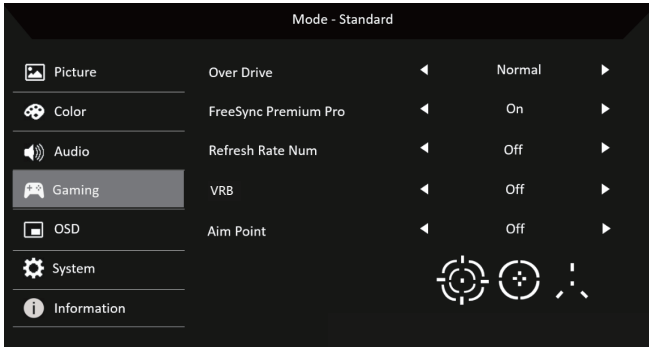 Mode - Standard
Picture
Over Drive Normal
Color
FreeSync Premium Pro On
Audio
Refresh Rate Num Off
Gaming
VRB Off
OSD
Aim Point Off
System
Information